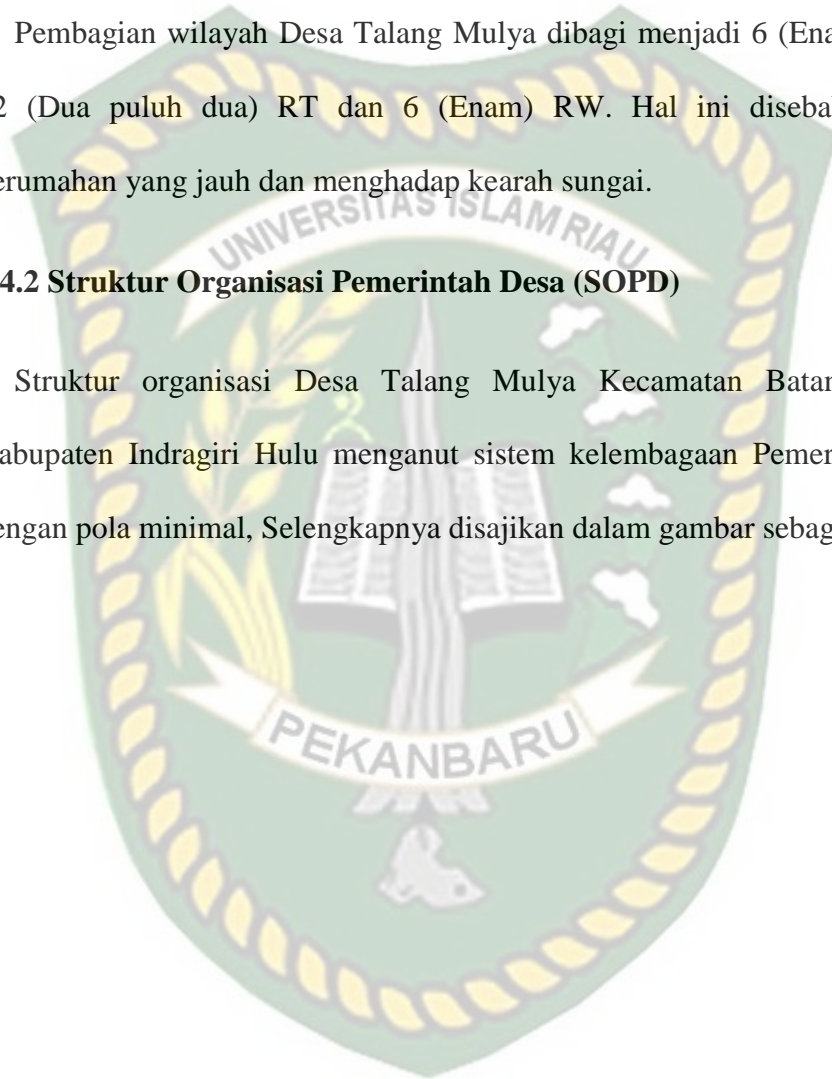 Pembagian wilayah Desa Talang Mulya dibagi menjadi 6 (Ena
2 (Dua puluh dua) RT dan 6 (Enam) RW. Hal ini diseba
erumahan yang jauh dan menghadap kearah sungai.
UNIVERSITAS ISLAM RIAU
4.2 Struktur Organisasi Pemerintah Desa (SOPD)
Struktur organisasi Desa Talang Mulya Kecamatan Batan
abupaten Indragiri Hulu menganut sistem kelembagaan Pemer
engan pola minimal, Selengkapnya disajikan dalam gambar sebag
PEKANBARU